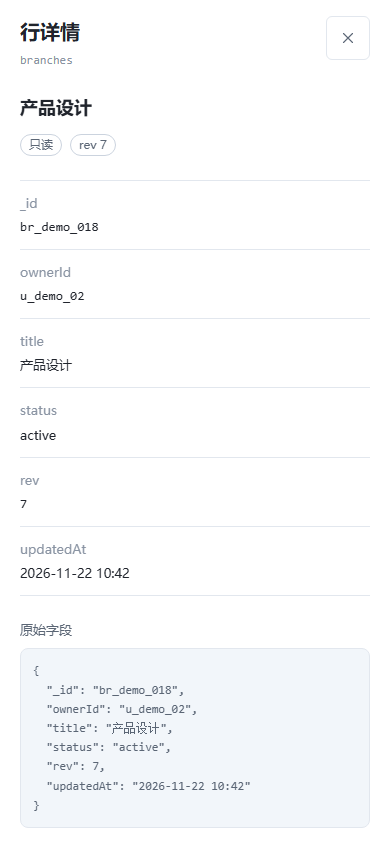 行详情
branches
产品设计
只读 rev 7
_id
br_demo_018
ownerId
u_demo_02
title
产品设计
status
active
rev
7
updatedAt
2026-11-22 10:42
原始字段
{
  "_id": "br_demo_018",
  "ownerId": "u_demo_02",
  "title": "产品设计",
  "status": "active",
  "rev": 7,
  "updatedAt": "2026-11-22 10:42"
}